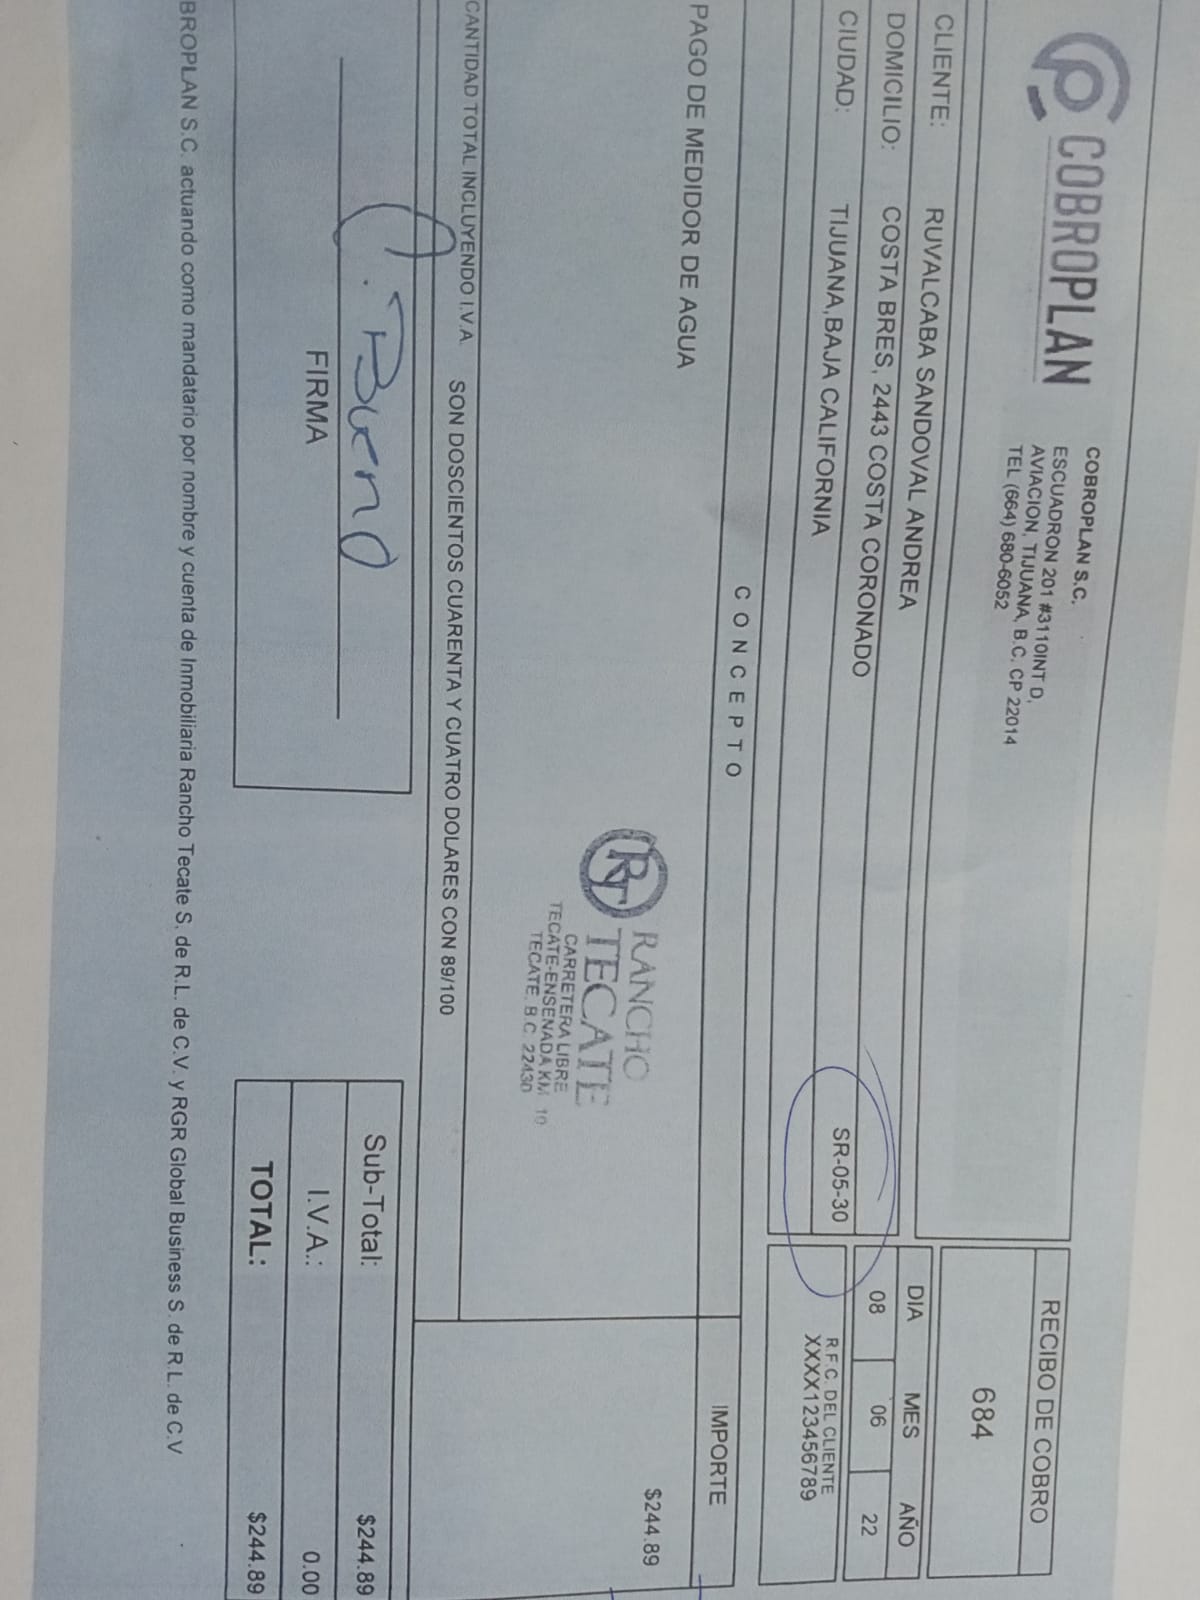 COBROPLAN
COBROPLAN S.C.
ESCUADRON 201 #3110INT D,
AVIACION, TIJUANA, B.C. CP 22014
TEL (664) 680-6052
RECIBO DE COBRO
684
CLIENTE: RUVALCABA SANDOVAL ANDREA
DIA MES AÑO
DOMICILIO: COSTA BRES, 2443 COSTA CORONADO
08 06 22
CIUDAD: TIJUANA,BAJA CALIFORNIA SR-05-30
R.F.C. DEL CLIENTE
XXXX123456789
CONCEPTO IMPORTE
PAGO DE MEDIDOR DE AGUA $244.89
RT RANCHO
TECATE
CARRETERA LIBRE
TECATE-ENSENADA KM 10
TECATE, B.C. 22430
CANTIDAD TOTAL INCLUYENDO I.V.A. SON DOSCIENTOS CUARENTA Y CUATRO DOLARES CON 89/100
Bueno
FIRMA
Sub-Total: $244.89
I.V.A.: 0.00
TOTAL: $244.89
BROPLAN S.C. actuando como mandatario por nombre y cuenta de Inmobiliaria Rancho Tecate S. de R.L. de C.V. y RGR Global Business S. de R.L. de C.V